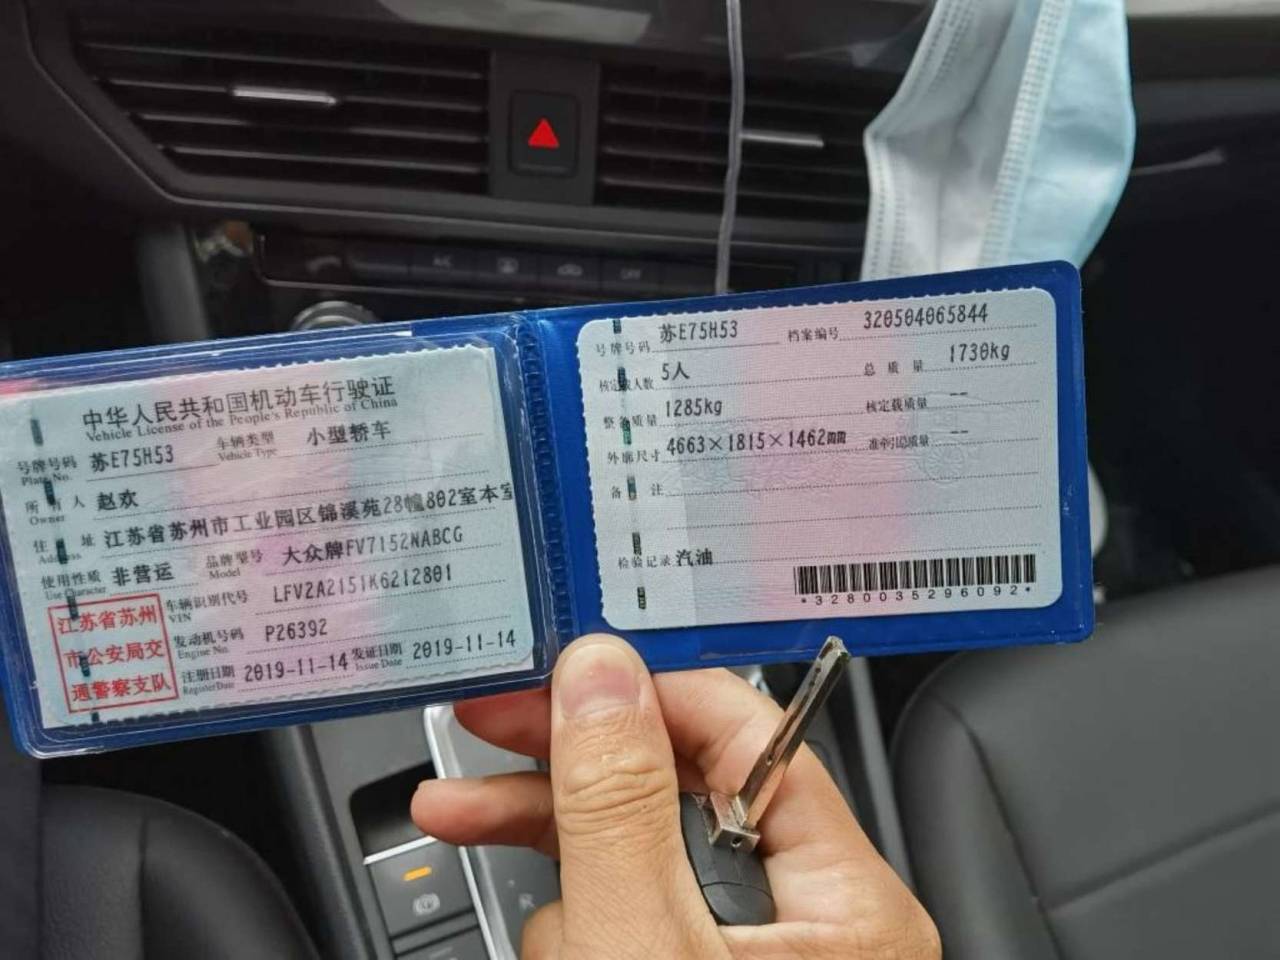 中华人民共和国机动车行驶证
Vehicle License of the People's Republic of China
号牌号码 苏E75H53 车辆类型 小型轿车
Plate No. Vehicle Type
所有人 赵欢
Owner
住址 江苏省苏州市工业园区锦溪苑28幢802室本室
Address
使用性质 非营运 品牌型号 大众牌FV7152NABCG
Use Character Model
车辆识别代号 LFV2A2151K6212801
VIN
发动机号码 P26392
Engine No.
注册日期 2019-11-14 发证日期 2019-11-14
Register Date Issue Date
江苏省苏州
市公安局交
通警察支队
号牌号码 苏E75H53 档案编号 320504065844
核定载人数 5人 总质量 1730kg
整备质量 1285kg 核定载质量 --
外廓尺寸 4663×1815×1462mm 准牵引总质量 --
备注
检验记录 汽油
*3280035296092*
A/C
OFF
R